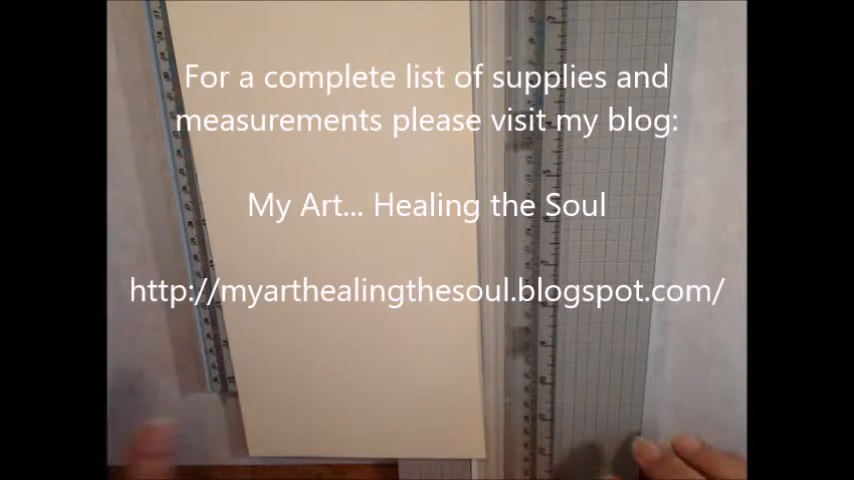 For a complete list of supplies and
measurements please visit my blog:
My Art... Healing the Soul
http://myarthealingthesoul.blogspot.com/